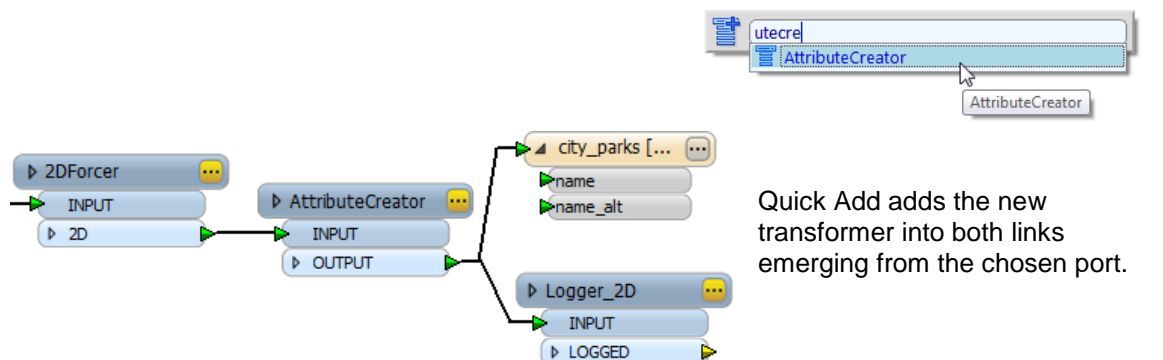 utecre
AttributeCreator
AttributeCreator
2DForcer
INPUT
2D
AttributeCreator
INPUT
OUTPUT
city_parks [...
name
name_alt
Logger_2D
INPUT
LOGGED
Quick Add adds the new
transformer into both links
emerging from the chosen port.